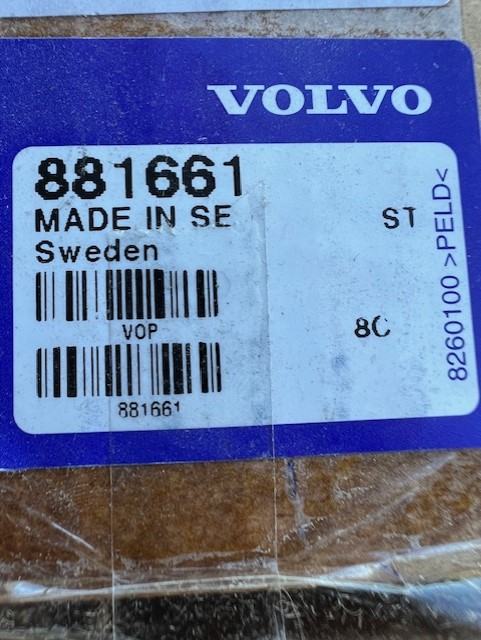 VOLVO
881661
MADE IN SE
ST
Sweden
VOP
8C
881661
8260100 >PELD<